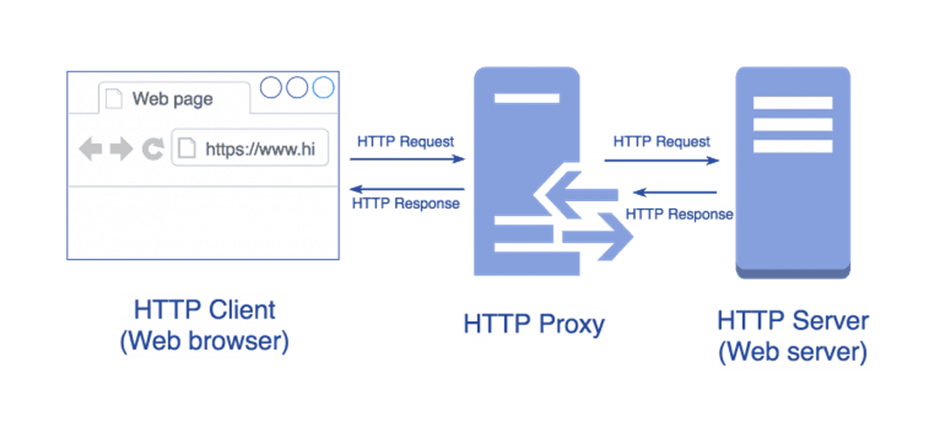 Web page
https://www.hi
HTTP Request
HTTP Response
HTTP Request
HTTP Response
HTTP Client
(Web browser)
HTTP Proxy
HTTP Server
(Web server)